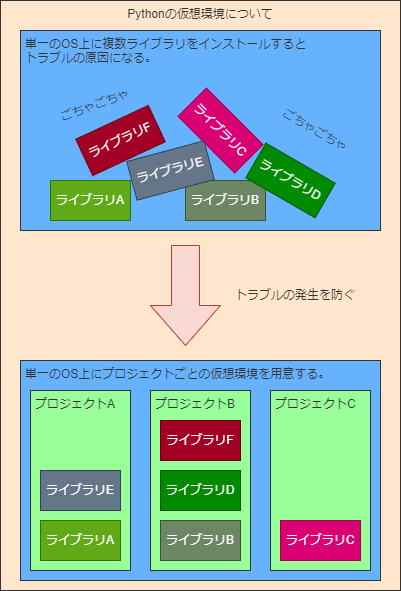 Pythonの仮想環境について
単一のOS上に複数ライブラリをインストールすると
トラブルの原因になる。
ごちゃごちゃ
ごちゃごちゃ
ライブラリF
ライブラリC
ライブラリE
ライブラリD
ライブラリA
ライブラリB
トラブルの発生を防ぐ
単一のOS上にプロジェクトごとの仮想環境を用意する。
プロジェクトA
ライブラリE
ライブラリA
プロジェクトB
ライブラリF
ライブラリD
ライブラリB
プロジェクトC
ライブラリC